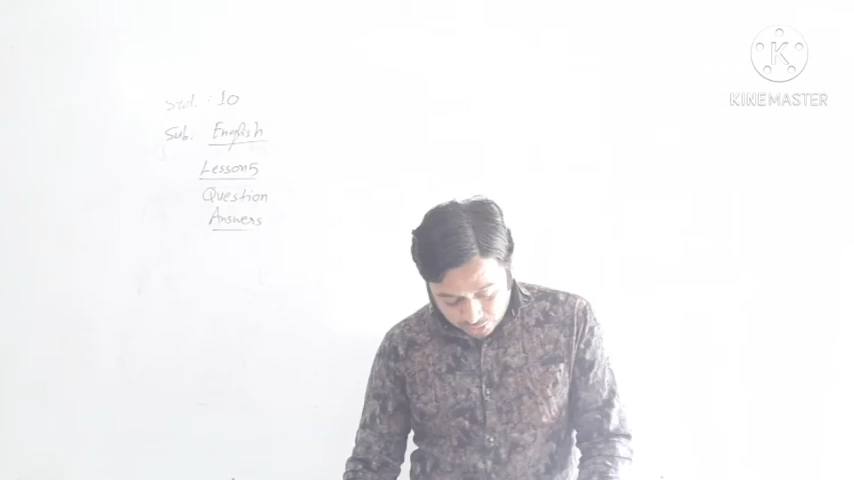 Std. : 10
Sub. English
Lesson 5
Question
Answers
KINEMASTER